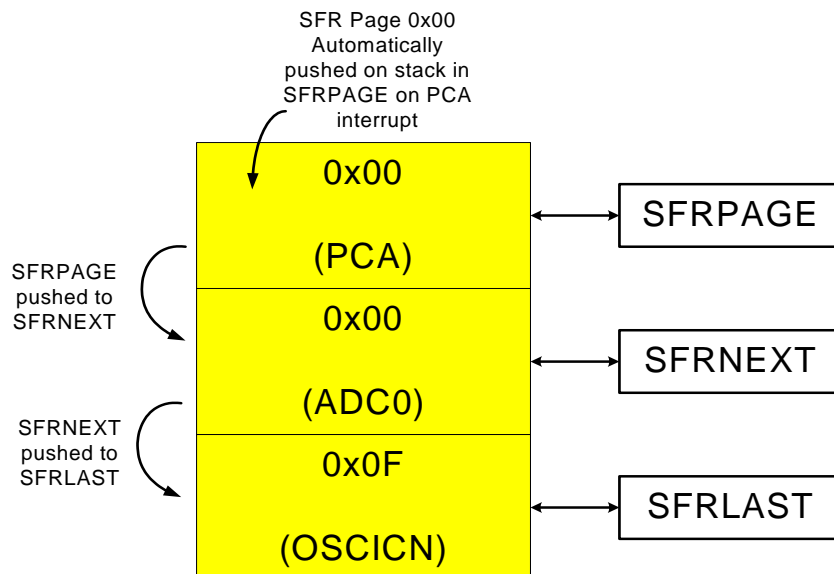 SFR Page 0x00
Automatically
pushed on stack in
SFRPAGE on PCA
interrupt
0x00
(PCA)
SFRPAGE
SFRPAGE
pushed to
SFRNEXT
0x00
(ADC0)
SFRNEXT
SFRNEXT
pushed to
SFRLAST
0x0F
(OSCICN)
SFRLAST